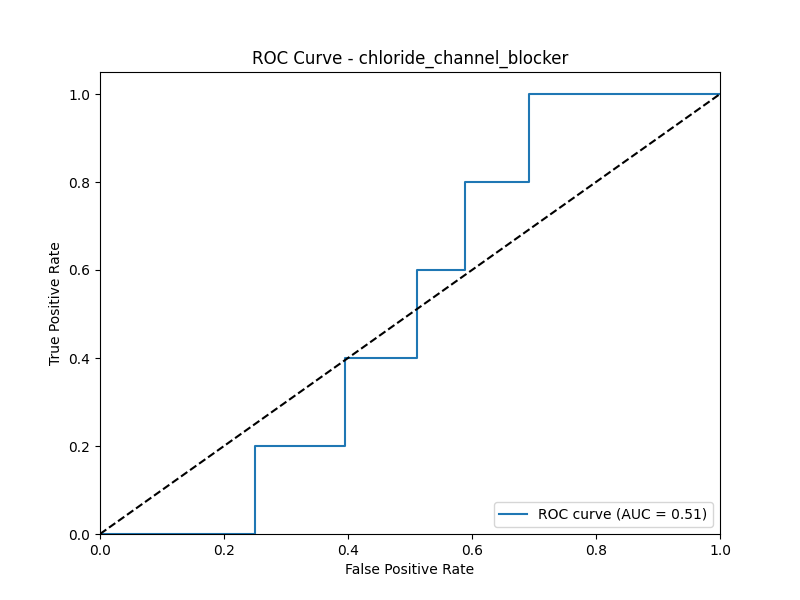 ROC Curve - chloride_channel_blocker
True Positive Rate
1.0
0.8
0.6
0.4
0.2
0.0
ROC curve (AUC = 0.51)
0.0 0.2 0.4 0.6 0.8 1.0
False Positive Rate